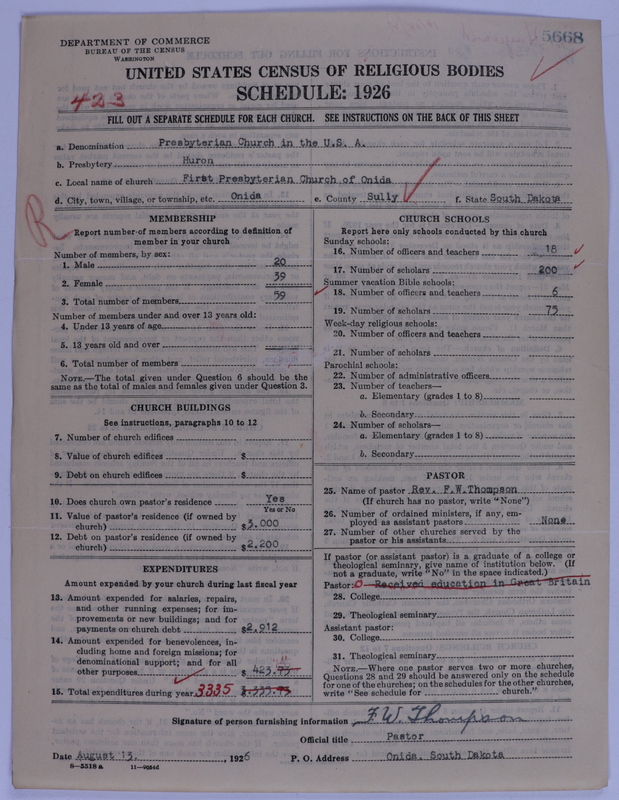 DEPARTMENT OF COMMERCE
BUREAU OF THE CENSUS
WASHINGTON
5668
UNITED STATES CENSUS OF RELIGIOUS BODIES
SCHEDULE: 1926
423
FILL OUT A SEPARATE SCHEDULE FOR EACH CHURCH. SEE INSTRUCTIONS ON THE BACK OF THIS SHEET
a. Denomination Presbyterian Church in the U.S. A.
b. Presbytery Huron
c. Local name of church First Presbyterian Church of Onida
d. City, town, village, or township, etc. Onida e. County Sully f. State South Dakota
R
MEMBERSHIP
Report number of members according to definition of
member in your church
Number of members, by sex:
1. Male 20
2. Female 39
3. Total number of members 59
Number of members under and over 13 years old:
4. Under 13 years of age
5. 13 years old and over
6. Total number of members
NOTE.—The total given under Question 6 should be the
same as the total of males and females given under Question 3.
CHURCH BUILDINGS
See instructions, paragraphs 10 to 12
7. Number of church edifices
8. Value of church edifices $
9. Debt on church edifices $
10. Does church own pastor's residence Yes
Yes or No
11. Value of pastor's residence (if owned by
church) $3,000
12. Debt on pastor's residence (if owned by
church) $2,200
EXPENDITURES
Amount expended by your church during last fiscal year
13. Amount expended for salaries, repairs,
and other running expenses; for im-
provements or new buildings; and for
payments on church debt $2,912
14. Amount expended for benevolences, in-
cluding home and foreign missions; for
denominational support; and for all
other purposes $ 423.75
15. Total expenditures during year 3335 $ 3.335.75
CHURCH SCHOOLS
Report here only schools conducted by this church
Sunday schools:
16. Number of officers and teachers 18
17. Number of scholars 200
Summer vacation Bible schools:
18. Number of officers and teachers 6
19. Number of scholars 75
Week-day religious schools:
20. Number of officers and teachers
21. Number of scholars
Parochial schools:
22. Number of administrative officers
23. Number of teachers—
a. Elementary (grades 1 to 8)
b. Secondary
24. Number of scholars—
a. Elementary (grades 1 to 8)
b. Secondary
PASTOR
25. Name of pastor Rev. F.W.Thompson
(If church has no pastor, write "None")
26. Number of ordained ministers, if any, em-
ployed as assistant pastors None
27. Number of other churches served by the
pastor or his assistants
If pastor (or assistant pastor) is a graduate of a college or
theological seminary, give name of institution below. (If
not a graduate, write "No" in the space indicated.)
Pastor: O Received education in Great Britain
28. College
29. Theological seminary
Assistant pastor:
30. College
31. Theological seminary
NOTE.—Where one pastor serves two or more churches,
Questions 28 and 29 should be answered only on the schedule
for one of the churches; on the schedules for the other churches,
write "See schedule for church."
Signature of person furnishing information F.W. Thompson
Official title Pastor
Date August 13, 1926 P. O. Address Onida, South Dakota
8-5518a 11-9064d